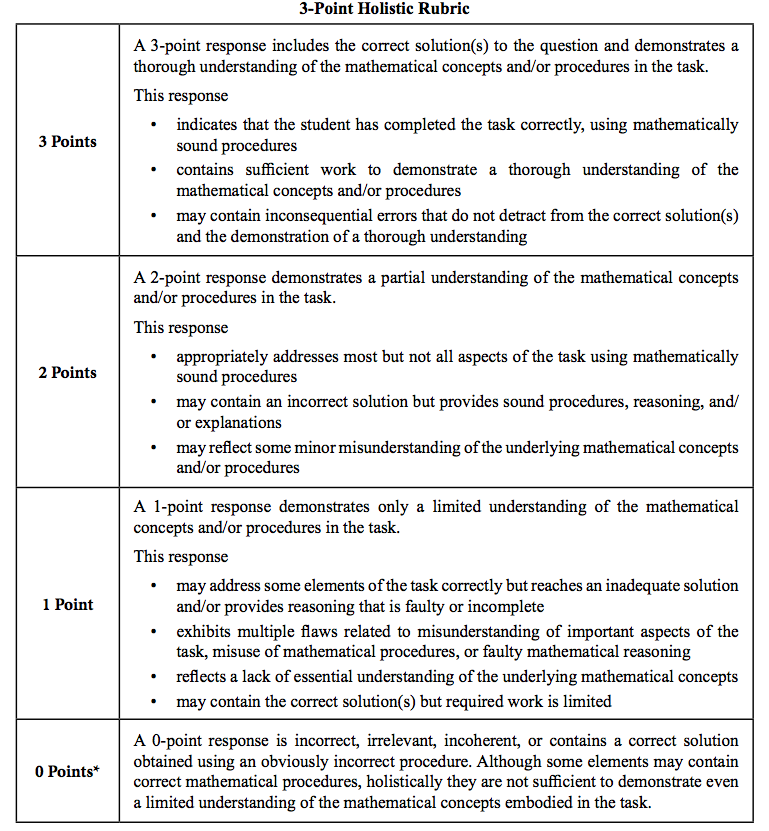 3-Point Holistic Rubric
3 Points
A 3-point response includes the correct solution(s) to the question and demonstrates a
thorough understanding of the mathematical concepts and/or procedures in the task.
This response
• indicates that the student has completed the task correctly, using mathematically
sound procedures
• contains sufficient work to demonstrate a thorough understanding of the
mathematical concepts and/or procedures
• may contain inconsequential errors that do not detract from the correct solution(s)
and the demonstration of a thorough understanding
2 Points
A 2-point response demonstrates a partial understanding of the mathematical concepts
and/or procedures in the task.
This response
• appropriately addresses most but not all aspects of the task using mathematically
sound procedures
• may contain an incorrect solution but provides sound procedures, reasoning, and/
or explanations
• may reflect some minor misunderstanding of the underlying mathematical concepts
and/or procedures
1 Point
A 1-point response demonstrates only a limited understanding of the mathematical
concepts and/or procedures in the task.
This response
• may address some elements of the task correctly but reaches an inadequate solution
and/or provides reasoning that is faulty or incomplete
• exhibits multiple flaws related to misunderstanding of important aspects of the
task, misuse of mathematical procedures, or faulty mathematical reasoning
• reflects a lack of essential understanding of the underlying mathematical concepts
• may contain the correct solution(s) but required work is limited
0 Points*
A 0-point response is incorrect, irrelevant, incoherent, or contains a correct solution
obtained using an obviously incorrect procedure. Although some elements may contain
correct mathematical procedures, holistically they are not sufficient to demonstrate even
a limited understanding of the mathematical concepts embodied in the task.